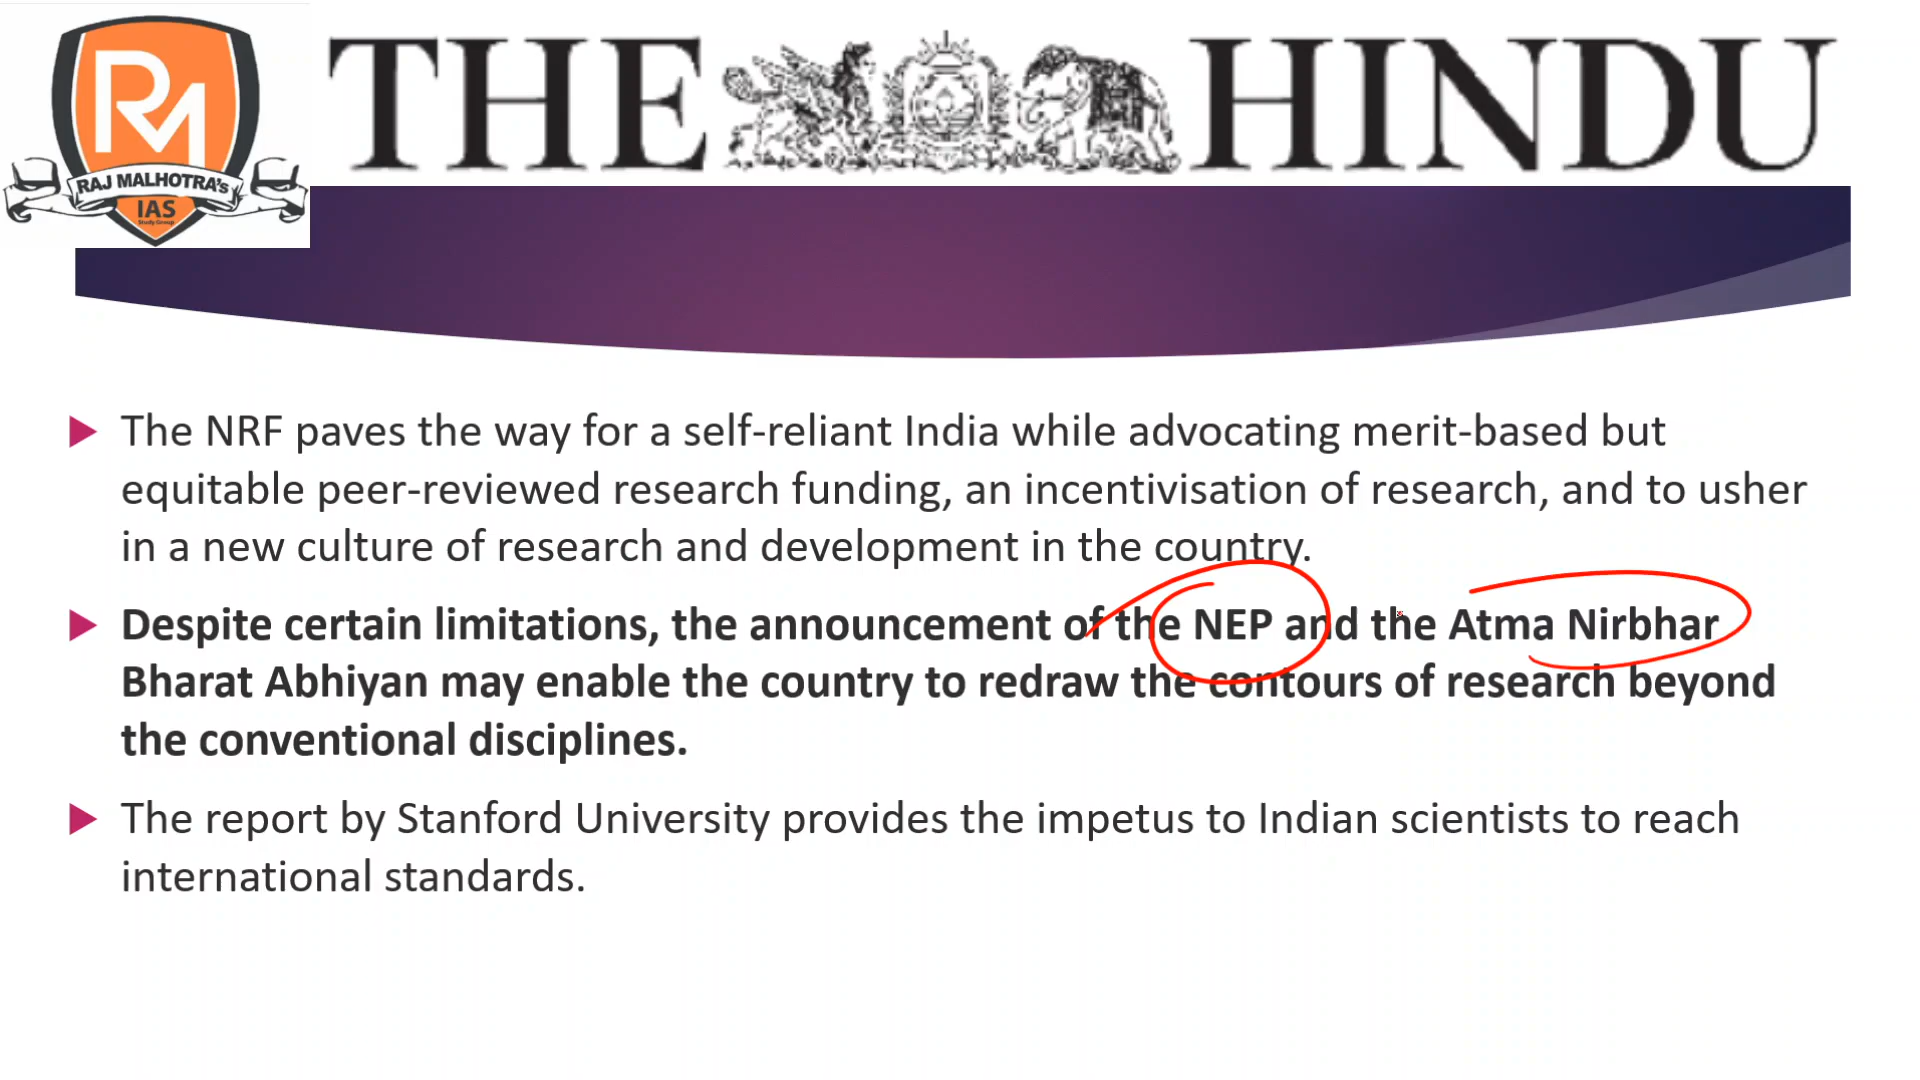 RM
RAJ MALHOTRA's
IAS
Study Group
THE HINDU
The NRF paves the way for a self-reliant India while advocating merit-based but
equitable peer-reviewed research funding, an incentivisation of research, and to usher
in a new culture of research and development in the country.
Despite certain limitations, the announcement of the NEP and the Atma Nirbhar
Bharat Abhiyan may enable the country to redraw the contours of research beyond
the conventional disciplines.
The report by Stanford University provides the impetus to Indian scientists to reach
international standards.